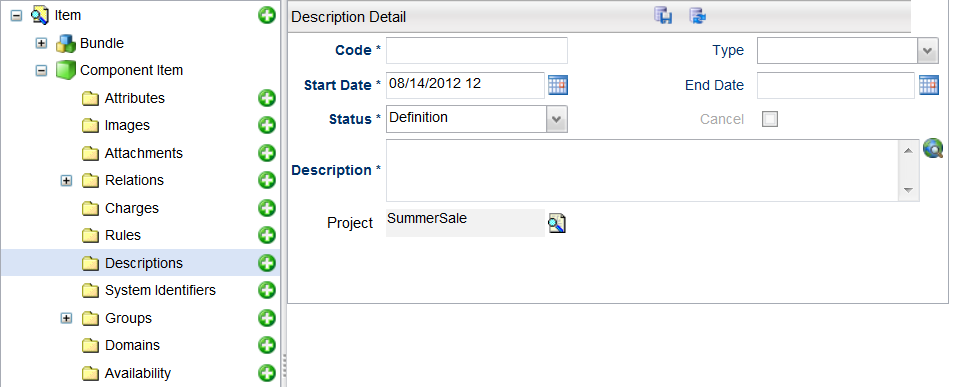 Item
Bundle
Component Item
Attributes
Images
Attachments
Relations
Charges
Rules
Descriptions
System Identifiers
Groups
Domains
Availability
Description Detail
Code *
Type
Start Date * 08/14/2012 12
End Date
Status * Definition
Cancel
Description *
Project SummerSale